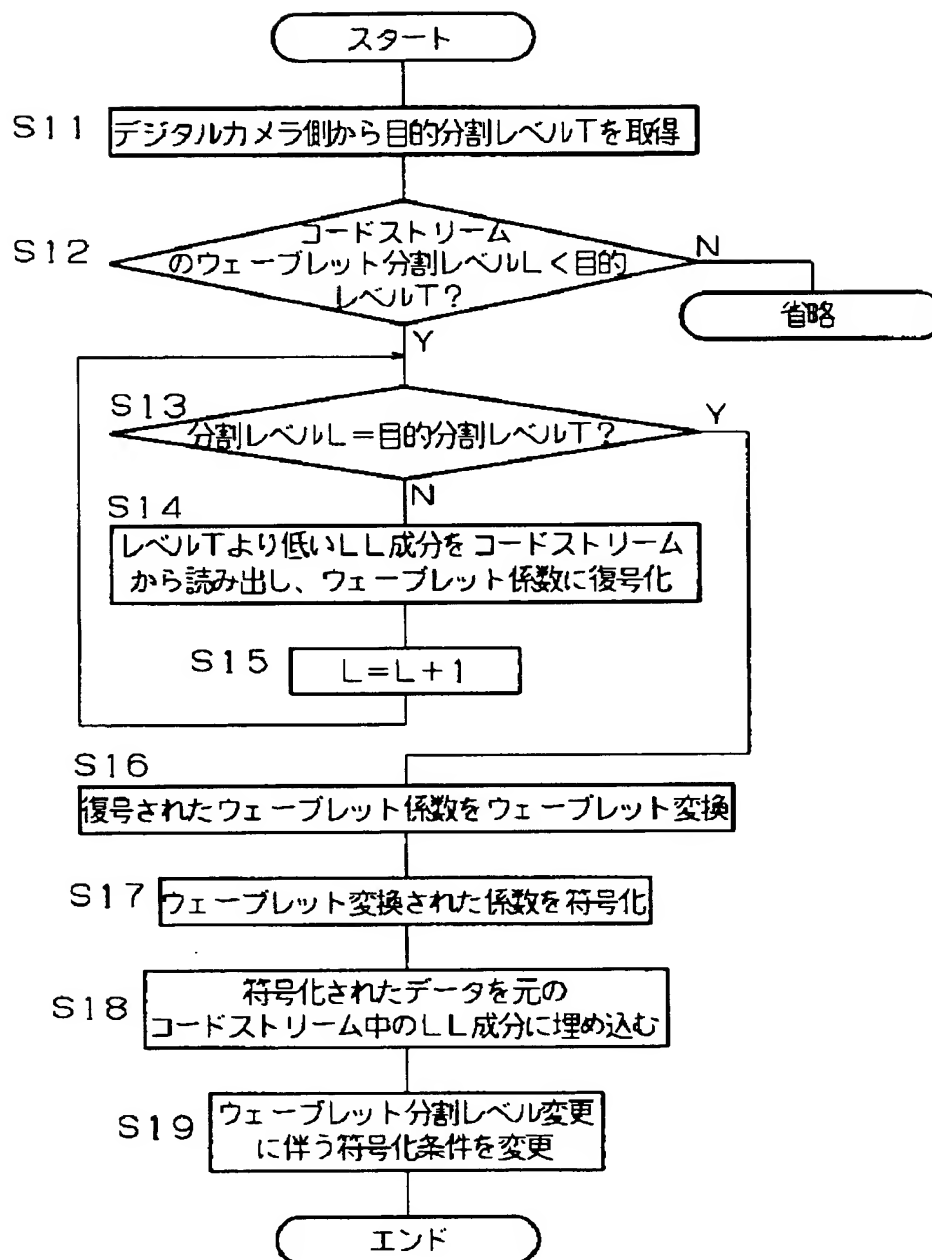 スタート
S11
デジタルカメラ側から目的分割レベルTを取得
S12
コードストリーム
のウェーブレット分割レベルL<目的
レベルT?
N
省略
Y
S13
分割レベルL=目的分割レベルT?
Y
N
S14
レベルTより低いLL成分をコードストリーム
から読み出し、ウェーブレット係数に復号化
S15
L=L+1
S16
復号されたウェーブレット係数をウェーブレット変換
S17
ウェーブレット変換された係数を符号化
S18
符号化されたデータを元の
コードストリーム中のLL成分に埋め込む
S19
ウェーブレット分割レベル変更
に伴う符号化条件を変更
エンド